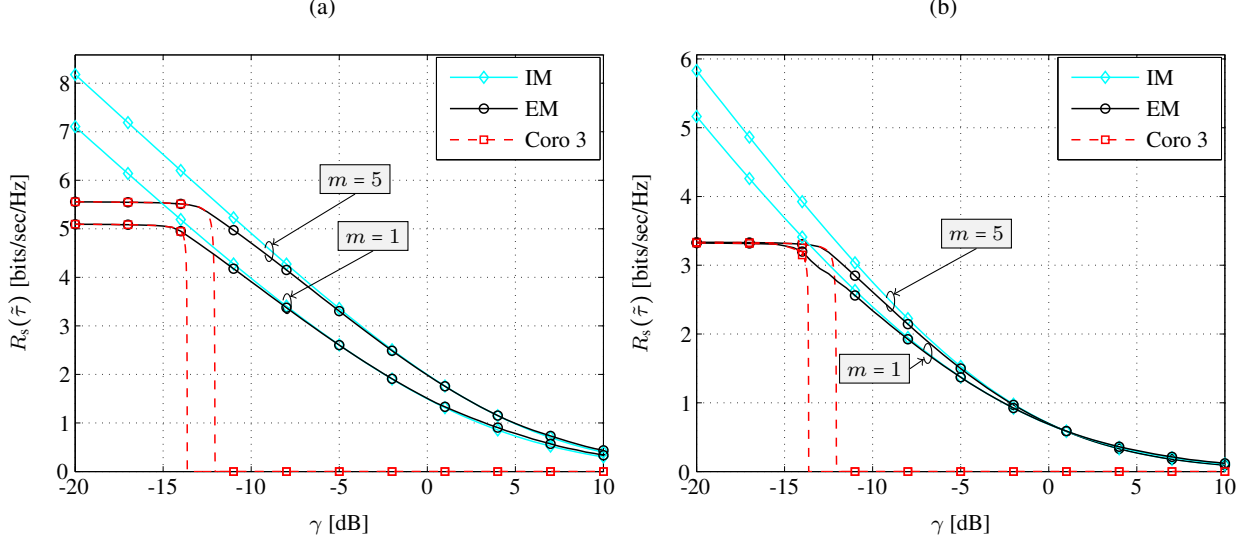 (a)
8
7
6
5
4
3
2
1
0
-20
-15
-10
-5
0
5
10
γ [dB]
R_s(τ̃) [bits/sec/Hz]
IM
EM
Coro 3
m = 5
m = 1
(b)
6
5
4
3
2
1
0
-20
-15
-10
-5
0
5
10
γ [dB]
R_s(τ̃) [bits/sec/Hz]
IM
EM
Coro 3
m = 5
m = 1